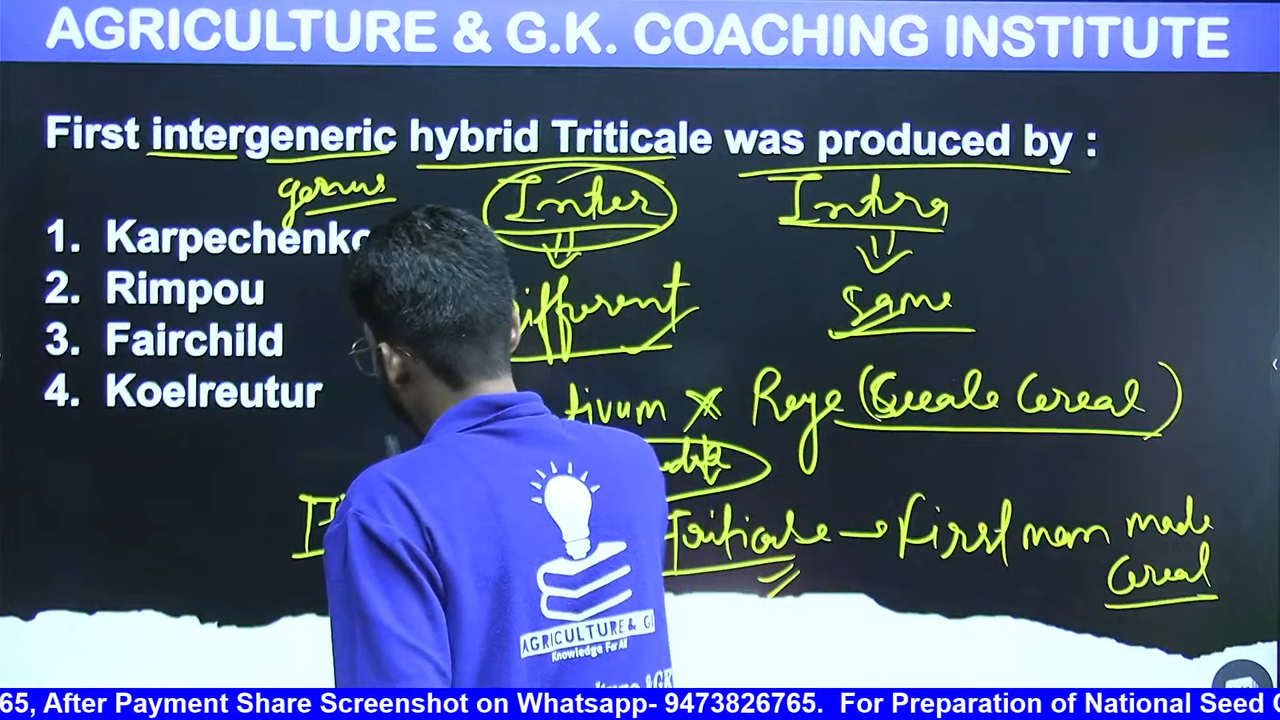 AGRICULTURE & G.K. COACHING INSTITUTE
First intergeneric hybrid Triticale was produced by :
genus
Inter
Intra
1. Karpechenko
different
Same
2. Rimpou
3. Fairchild
4. Koelreutur
tivum × Raye (Secale Cereal)
Triticale → First man made
Cereal
AGRICULTURE & G
Knowledge For All
65, After Payment Share Screenshot on Whatsapp- 9473826765. For Preparation of National Seed